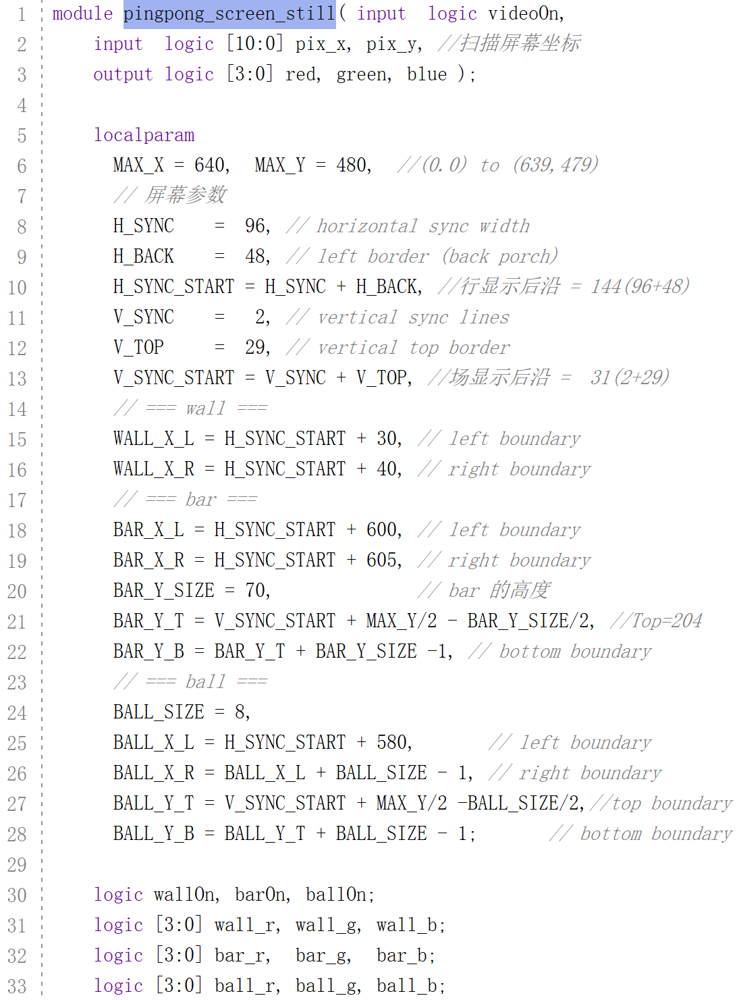 1 module pingpong_screen_still( input  logic videoOn,
2     input  logic [10:0] pix_x, pix_y, //扫描屏幕坐标
3     output logic [3:0] red, green, blue );
4
5     localparam
6       MAX_X = 640,  MAX_Y = 480,  //(0.0) to (639,479)
7       // 屏幕参数
8       H_SYNC    =  96, // horizontal sync width
9       H_BACK    =  48, // left border (back porch)
10       H_SYNC_START = H_SYNC + H_BACK, //行显示后沿 = 144(96+48)
11       V_SYNC    =   2, // vertical sync lines
12       V_TOP     =  29, // vertical top border
13       V_SYNC_START = V_SYNC + V_TOP, //场显示后沿 =  31(2+29)
14       // === wall ===
15       WALL_X_L = H_SYNC_START + 30, // left boundary
16       WALL_X_R = H_SYNC_START + 40, // right boundary
17       // === bar ===
18       BAR_X_L = H_SYNC_START + 600, // left boundary
19       BAR_X_R = H_SYNC_START + 605, // right boundary
20       BAR_Y_SIZE = 70,              // bar 的高度
21       BAR_Y_T = V_SYNC_START + MAX_Y/2 - BAR_Y_SIZE/2, //Top=204
22       BAR_Y_B = BAR_Y_T + BAR_Y_SIZE -1, // bottom boundary
23       // === ball ===
24       BALL_SIZE = 8,
25       BALL_X_L = H_SYNC_START + 580,       // left boundary
26       BALL_X_R = BALL_X_L + BALL_SIZE - 1, // right boundary
27       BALL_Y_T = V_SYNC_START + MAX_Y/2 -BALL_SIZE/2,//top boundary
28       BALL_Y_B = BALL_Y_T + BALL_SIZE - 1;       // bottom boundary
29
30     logic wallOn, barOn, ballOn;
31     logic [3:0] wall_r, wall_g, wall_b;
32     logic [3:0] bar_r,  bar_g,  bar_b;
33     logic [3:0] ball_r, ball_g, ball_b;